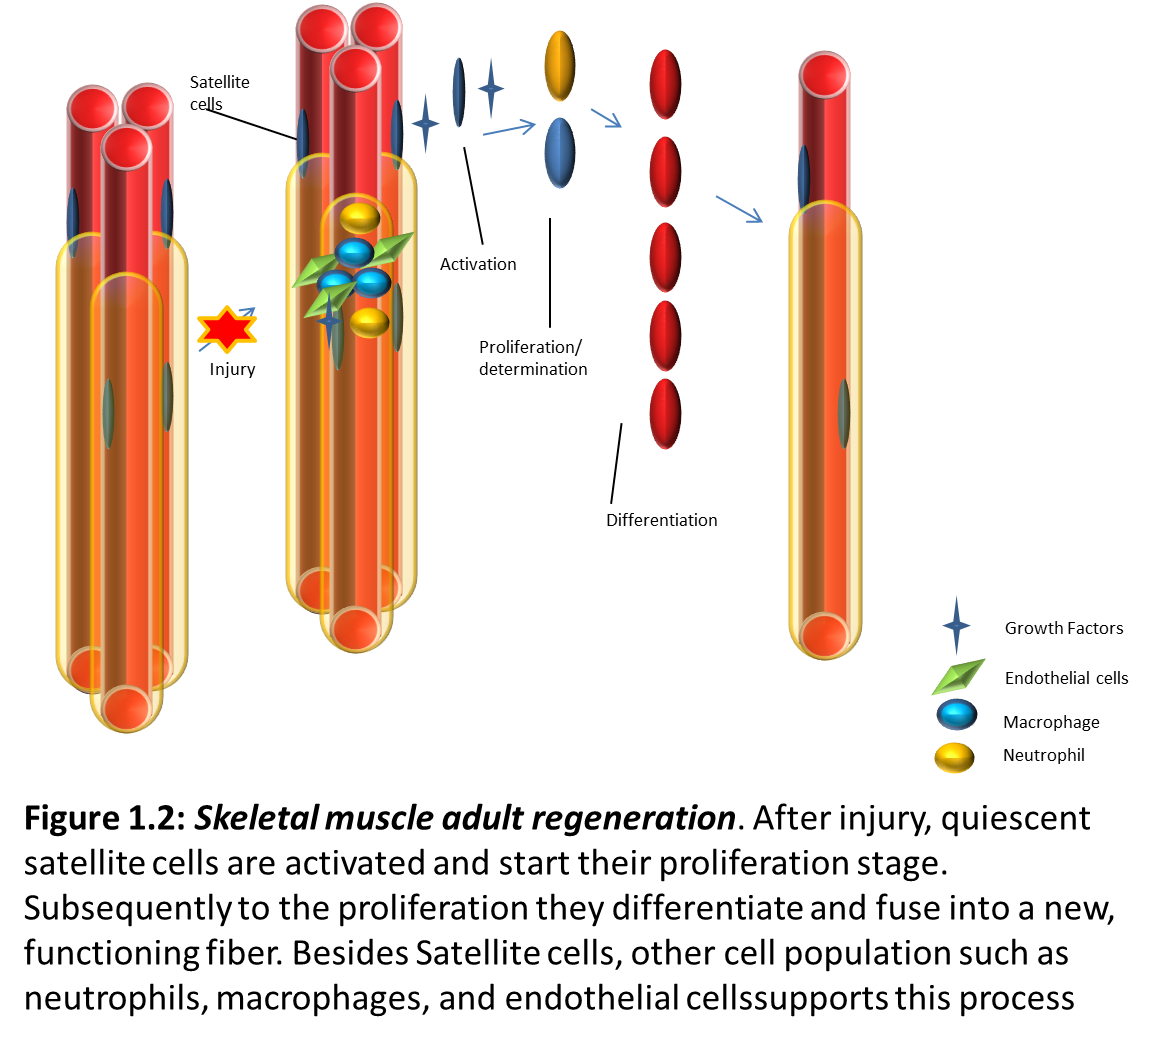 Satellite
cells
Activation
Injury
Proliferation/
determination
Differentiation
Growth Factors
Endothelial cells
Macrophage
Neutrophil
Figure 1.2: Skeletal muscle adult regeneration. After injury, quiescent
satellite cells are activated and start their proliferation stage.
Subsequently to the proliferation they differentiate and fuse into a new,
functioning fiber. Besides Satellite cells, other cell population such as
neutrophils, macrophages, and endothelial cellssupports this process